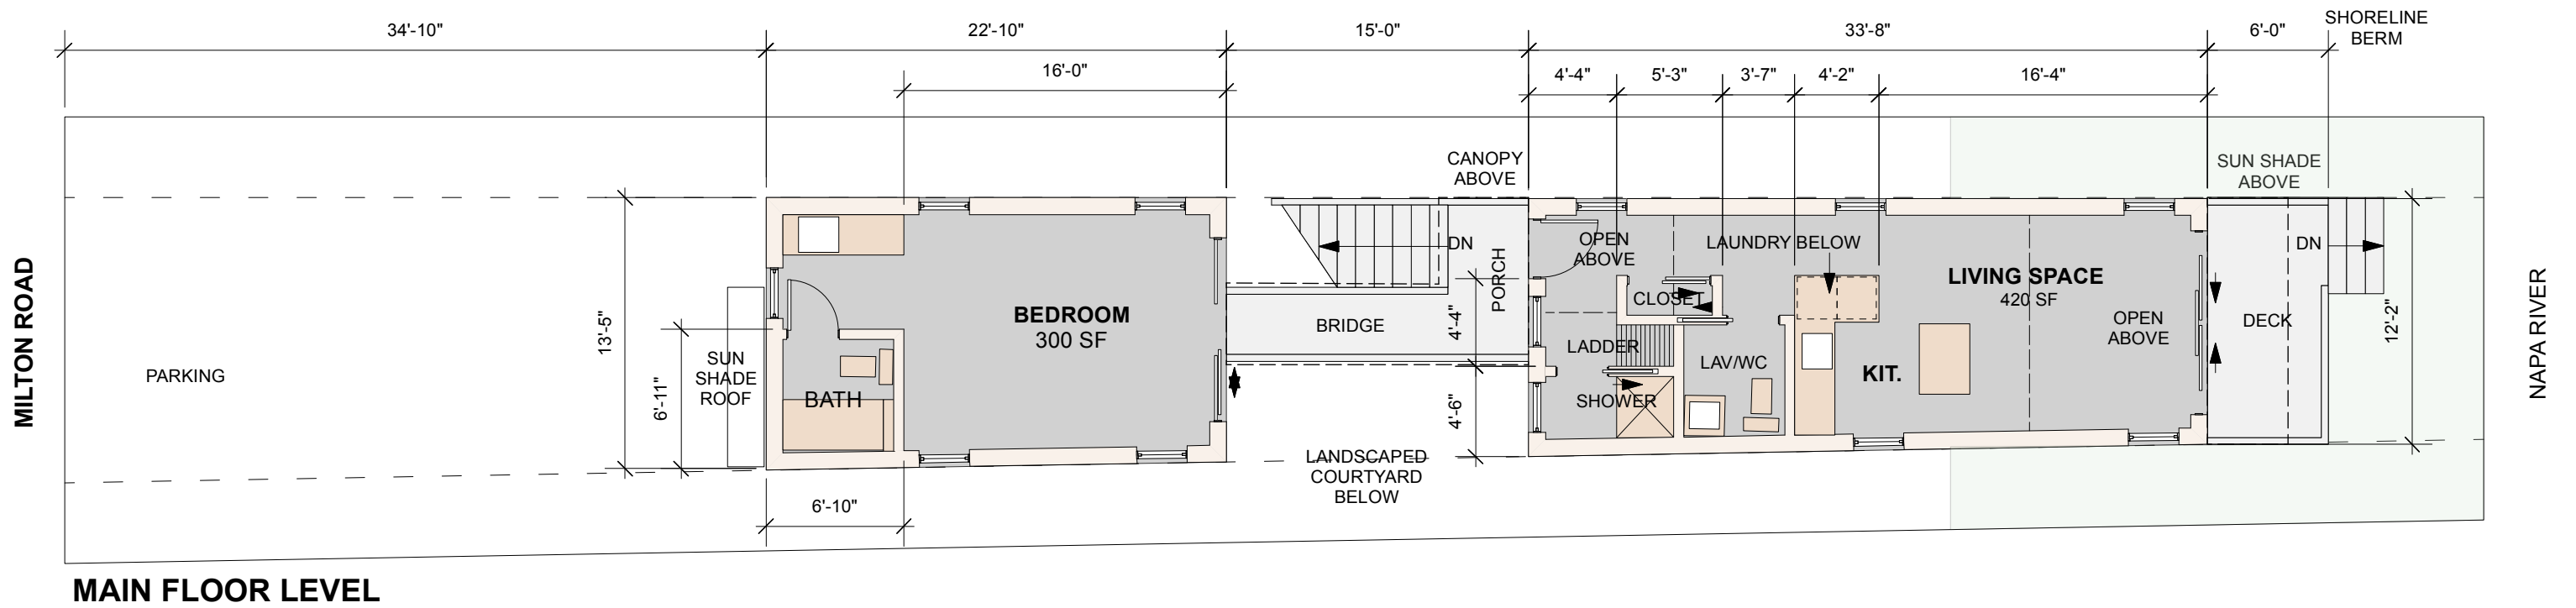 34'-10"
22'-10"
15'-0"
33'-8"
6'-0"
SHORELINE
BERM
16'-0"
4'-4"
5'-3"
3'-7"
4'-2"
16'-4"
CANOPY
ABOVE
SUN SHADE
ABOVE
DN
OPEN
ABOVE
LAUNDRY BELOW
DN
PORCH
CLOSET
LIVING SPACE
420 SF
MILTON ROAD
NAPA RIVER
13'-5"
BEDROOM
300 SF
BRIDGE
4'-4"
OPEN
ABOVE
DECK
12'-2"
LADDER
LAV/WC
KIT.
PARKING
SUN
SHADE
ROOF
6'-11"
BATH
SHOWER
4'-6"
LANDSCAPED
COURTYARD
BELOW
6'-10"
MAIN FLOOR LEVEL